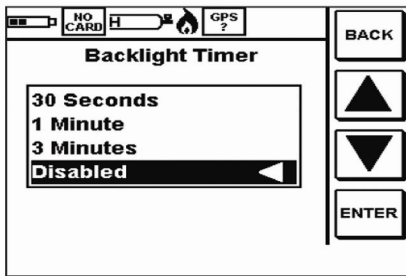 NO CARD
H
GPS ?
BACK
Backlight Timer
30 Seconds
1 Minute
3 Minutes
Disabled
ENTER